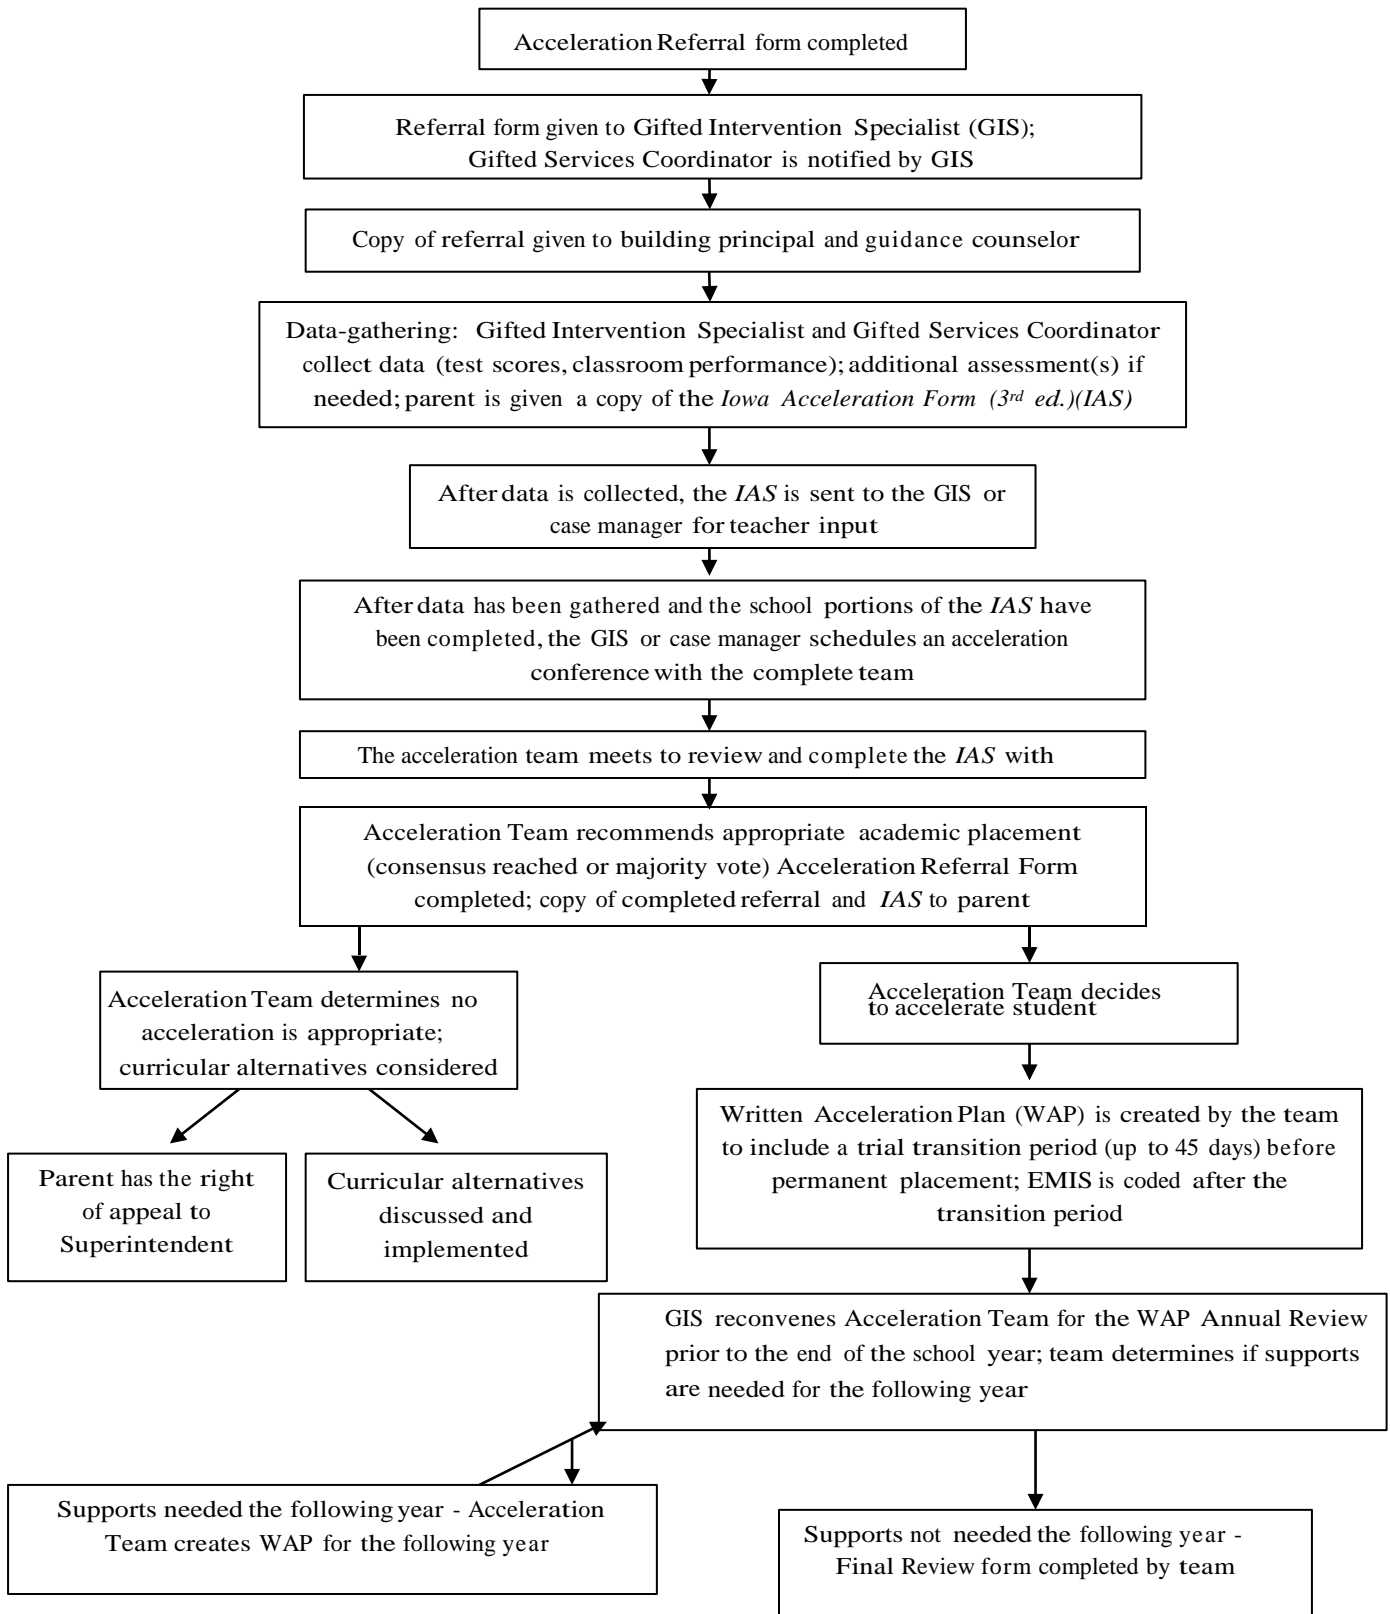 Acceleration Referral form completed
Referral form given to Gifted Intervention Specialist (GIS);
Gifted Services Coordinator is notified by GIS
Copy of referral given to building principal and guidance counselor
Data-gathering: Gifted Intervention Specialist and Gifted Services Coordinator
collect data (test scores, classroom performance); additional assessment(s) if
needed; parent is given a copy of the Iowa Acceleration Form (3rd ed.)(IAS)
After data is collected, the IAS is sent to the GIS or
case manager for teacher input
After data has been gathered and the school portions of the IAS have
been completed, the GIS or case manager schedules an acceleration
conference with the complete team
The acceleration team meets to review and complete the IAS with
Acceleration Team recommends appropriate academic placement
(consensus reached or majority vote) Acceleration Referral Form
completed; copy of completed referral and IAS to parent
Acceleration Team determines no
acceleration is appropriate;
curricular alternatives considered
Acceleration Team decides
to accelerate student
Parent has the right
of appeal to
Superintendent
Curricular alternatives
discussed and
implemented
Written Acceleration Plan (WAP) is created by the team
to include a trial transition period (up to 45 days) before
permanent placement; EMIS is coded after the
transition period
GIS reconvenes Acceleration Team for the WAP Annual Review
prior to the end of the school year; team determines if supports
are needed for the following year
Supports needed the following year - Acceleration
Team creates WAP for the following year
Supports not needed the following year -
Final Review form completed by team